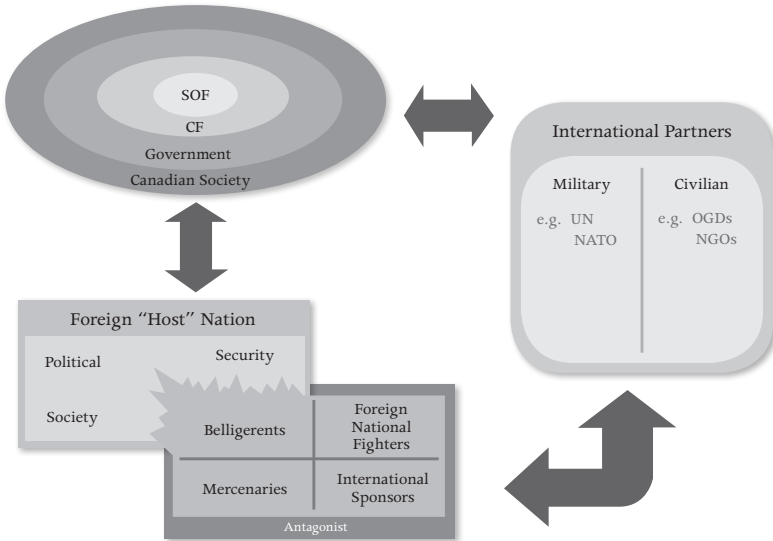 SOF
CF
Government
Canadian Society
International Partners
Military
Civilian
e.g. UN
NATO
e.g. OGDs
NGOs
Foreign “Host” Nation
Political
Security
Society
Belligerents
Foreign
National
Fighters
Mercenaries
International
Sponsors
Antagonist